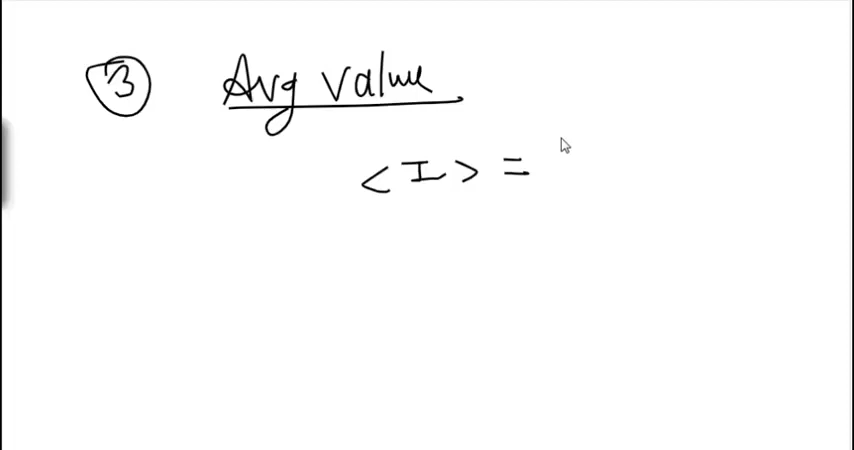 ③ Avg value
<I> =